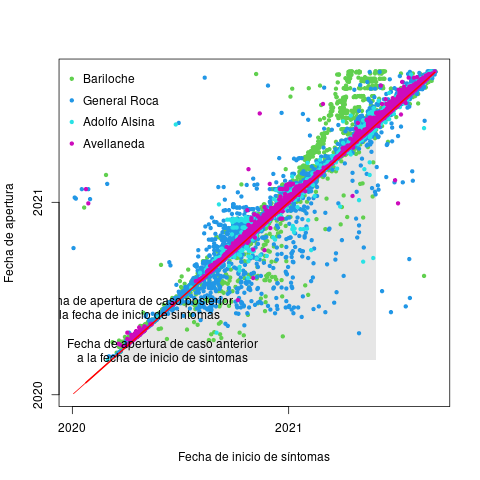 Bariloche
General Roca
Adolfo Alsina
Avellaneda
Fecha de apertura
2021
2020
na de apertura de caso posterior
la fecha de inicio de síntomas
Fecha de apertura de caso anterior
a la fecha de inicio de sintomas
2020
2021
Fecha de inicio de síntomas